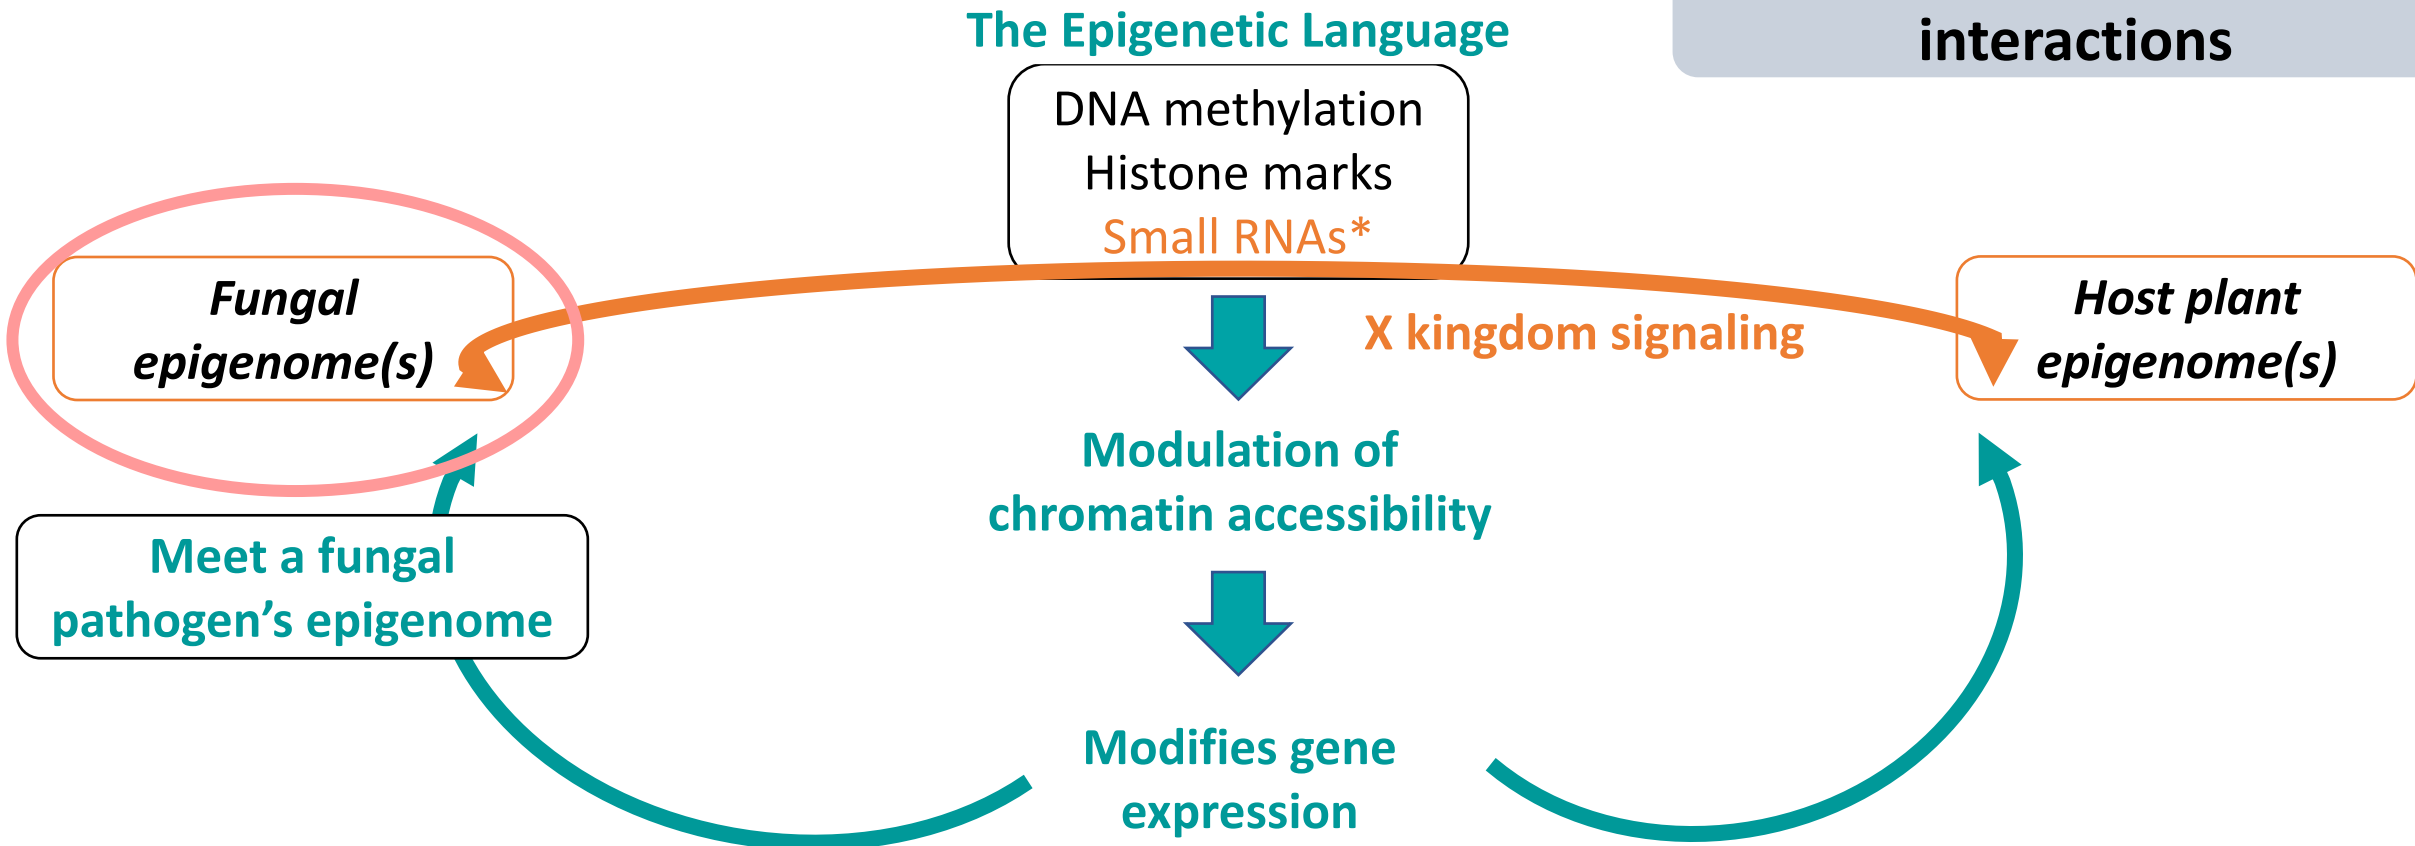 The Epigenetic Language
interactions
DNA methylation
Histone marks
Small RNAs*
Fungal
epigenome(s)
X kingdom signaling
Host plant
epigenome(s)
Modulation of
chromatin accessibility
Meet a fungal
pathogen’s epigenome
Modifies gene
expression